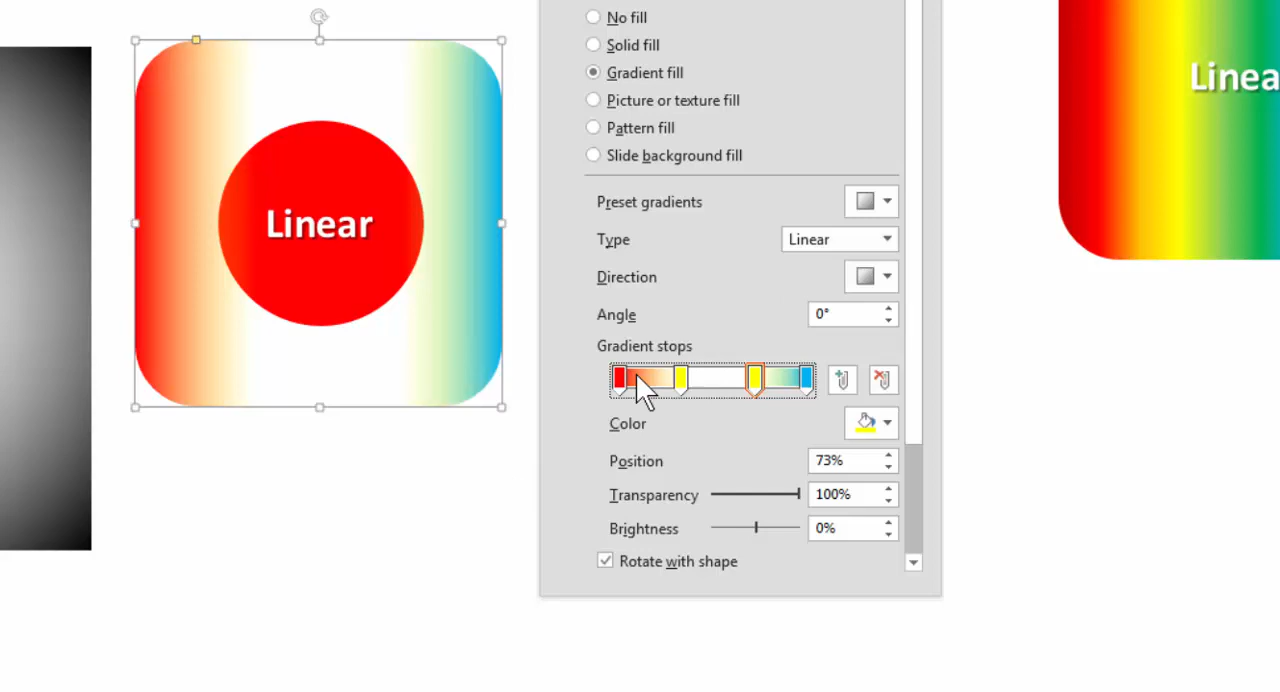 Linear
No fill
Solid fill
Gradient fill
Picture or texture fill
Pattern fill
Slide background fill
Preset gradients
Type
Linear
Direction
Angle
0°
Gradient stops
Color
Position
73%
Transparency
100%
Brightness
0%
Rotate with shape
Linea